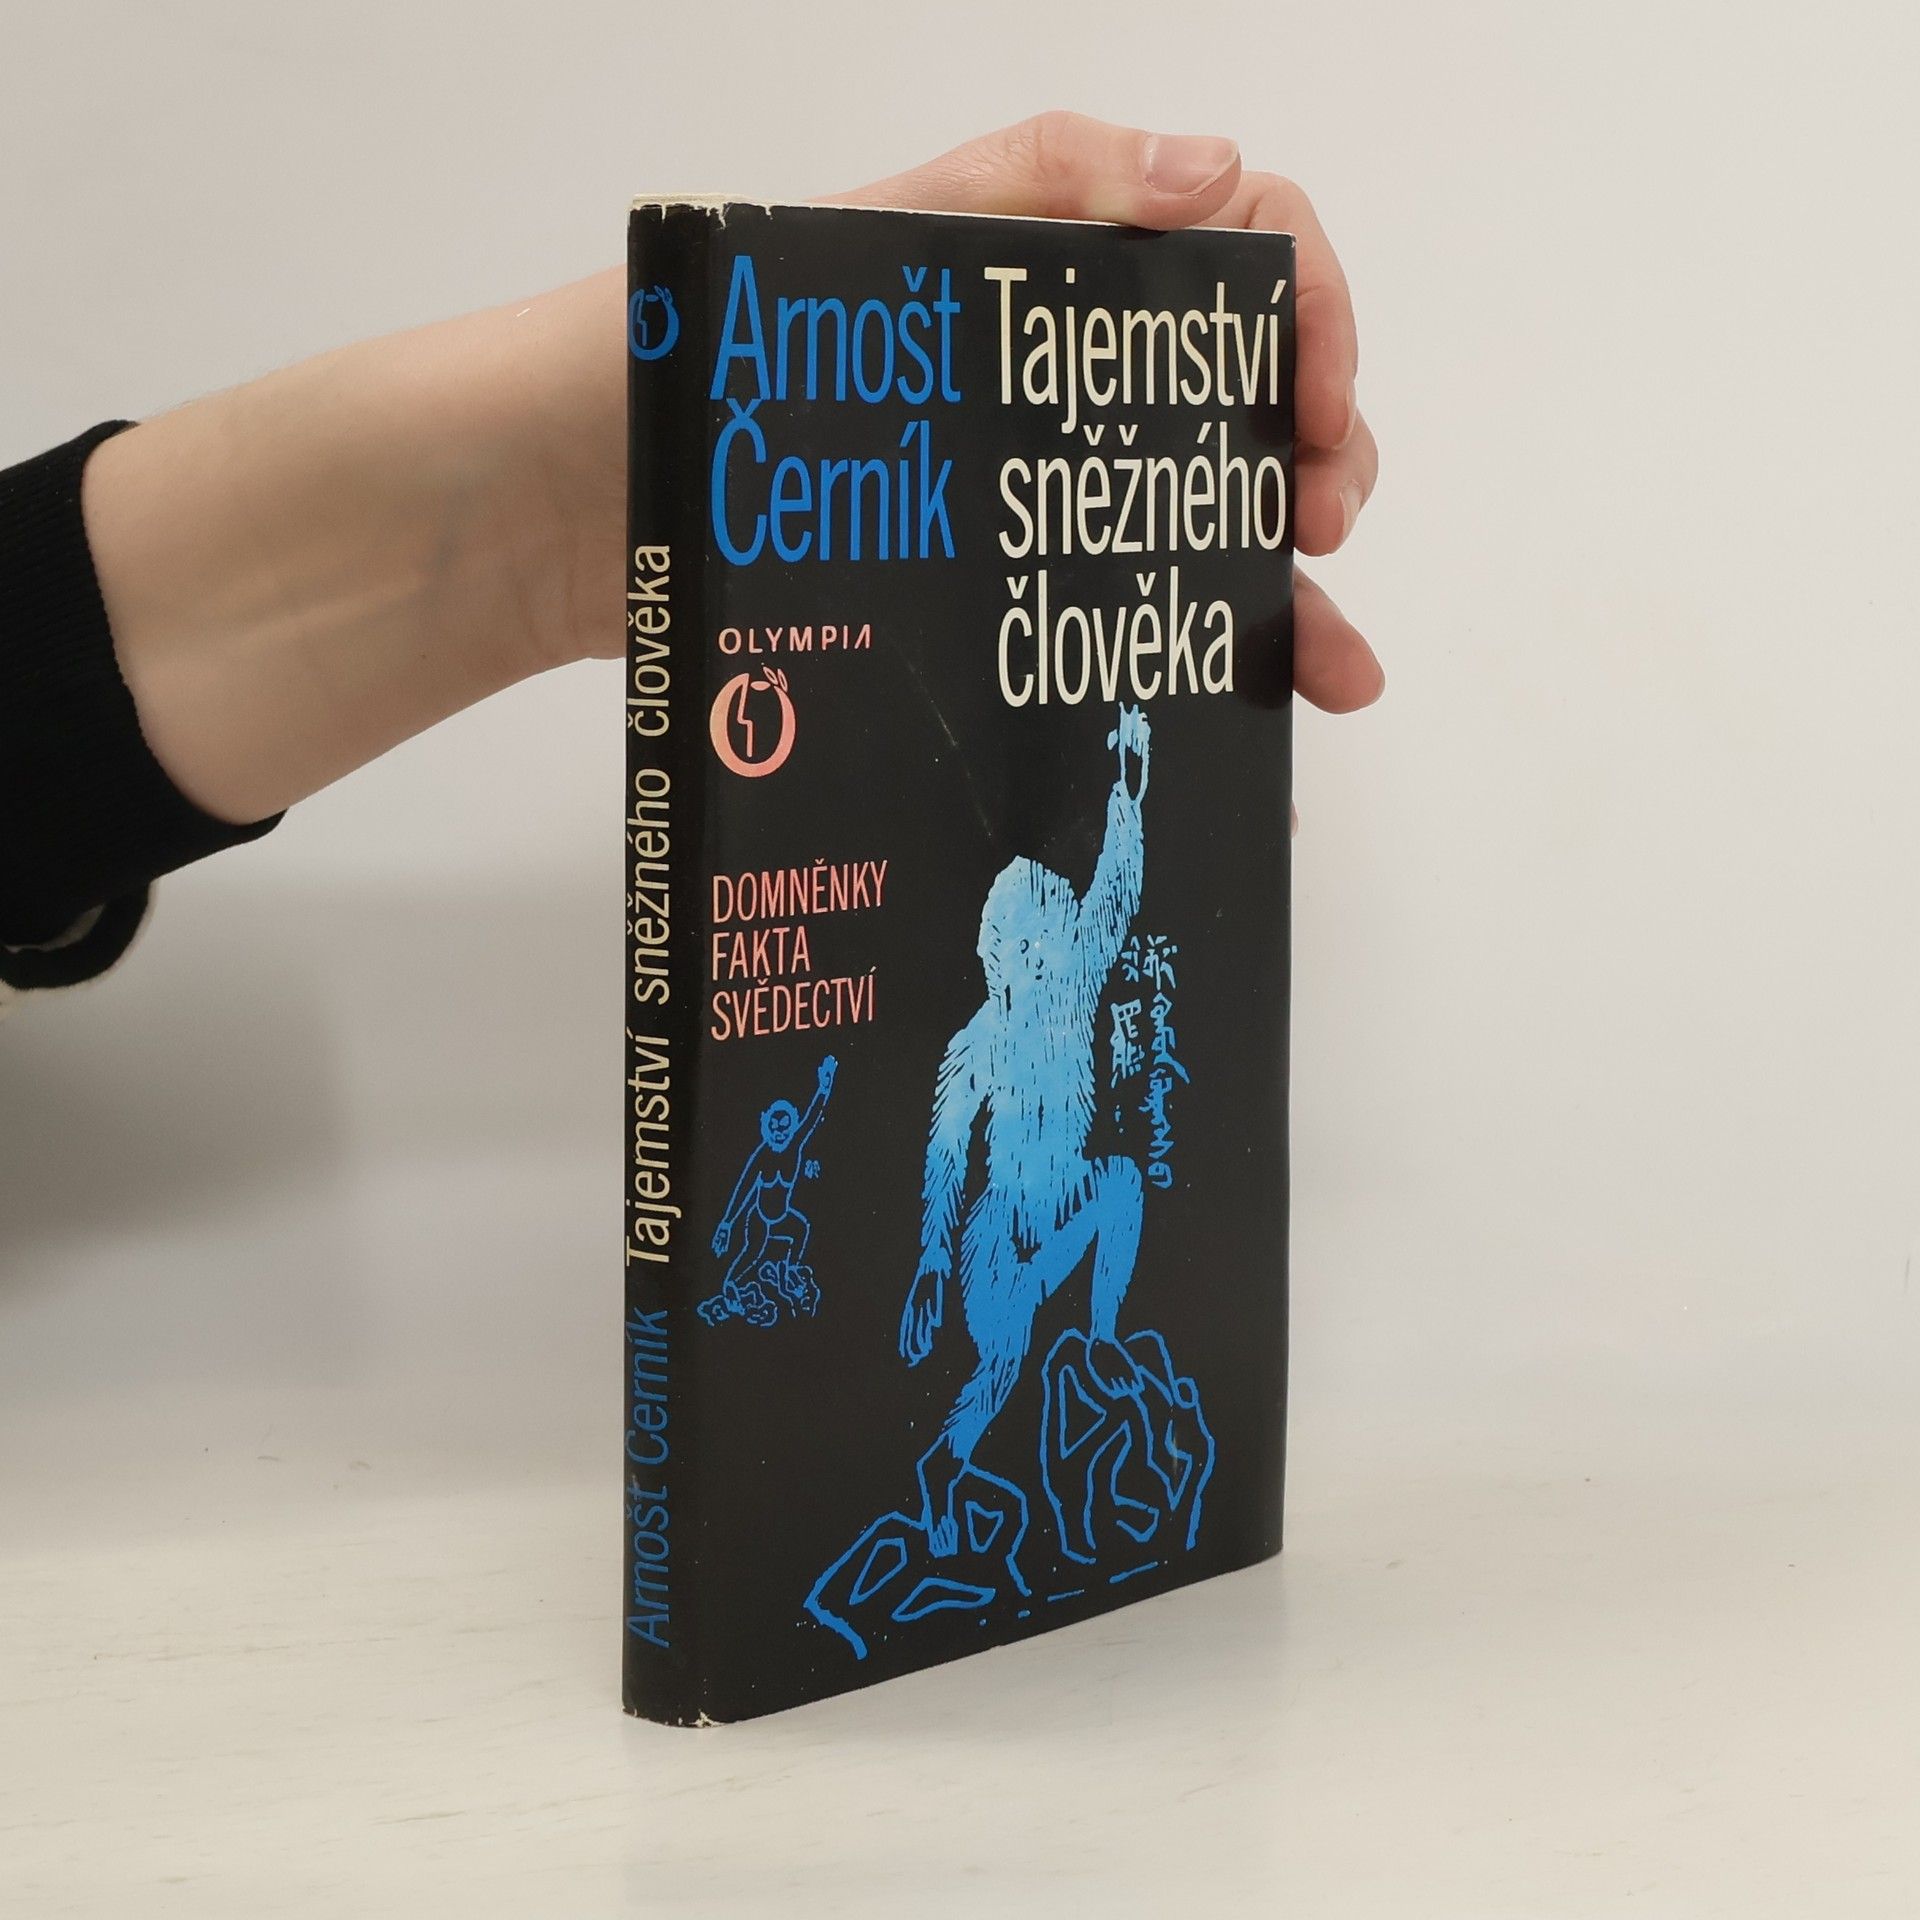 Arnošt
Černík
Tajemství
sněžného
člověka
OLYMPIA
DOMNĚNKY
FAKTA
SVĚDECTVÍ
Arnošt Černík Tajemství sněžného člověka